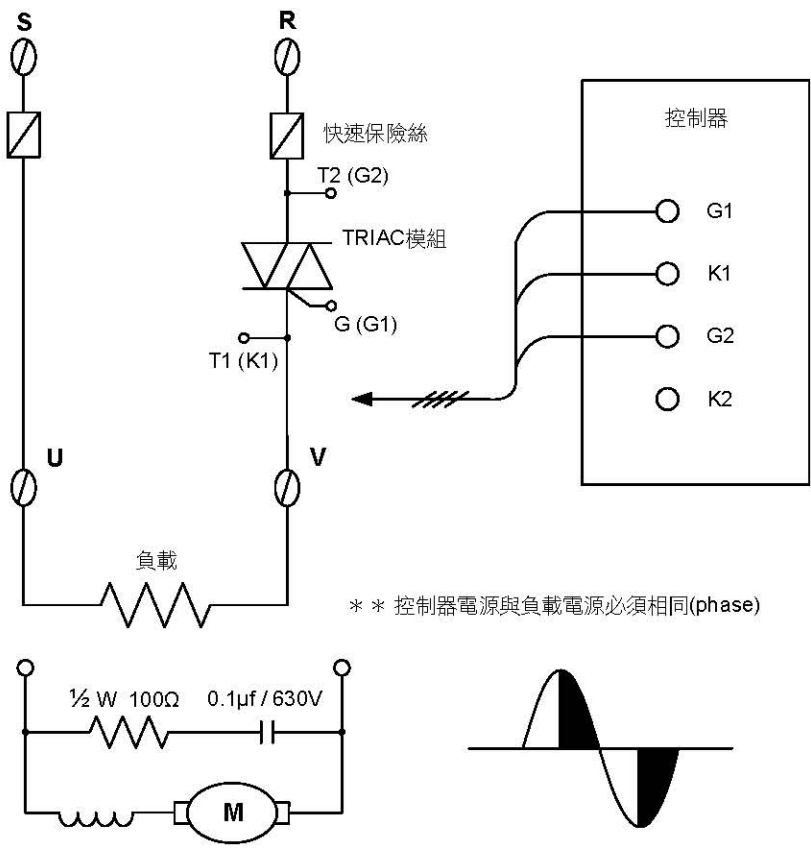 S
R
快速保險絲
T2 (G2)
TRIAC模組
G (G1)
T1 (K1)
控制器
G1
K1
G2
K2
U
V
負載
＊＊ 控制器電源與負載電源必須相同(phase)
½ W 100Ω
0.1µf / 630V
M